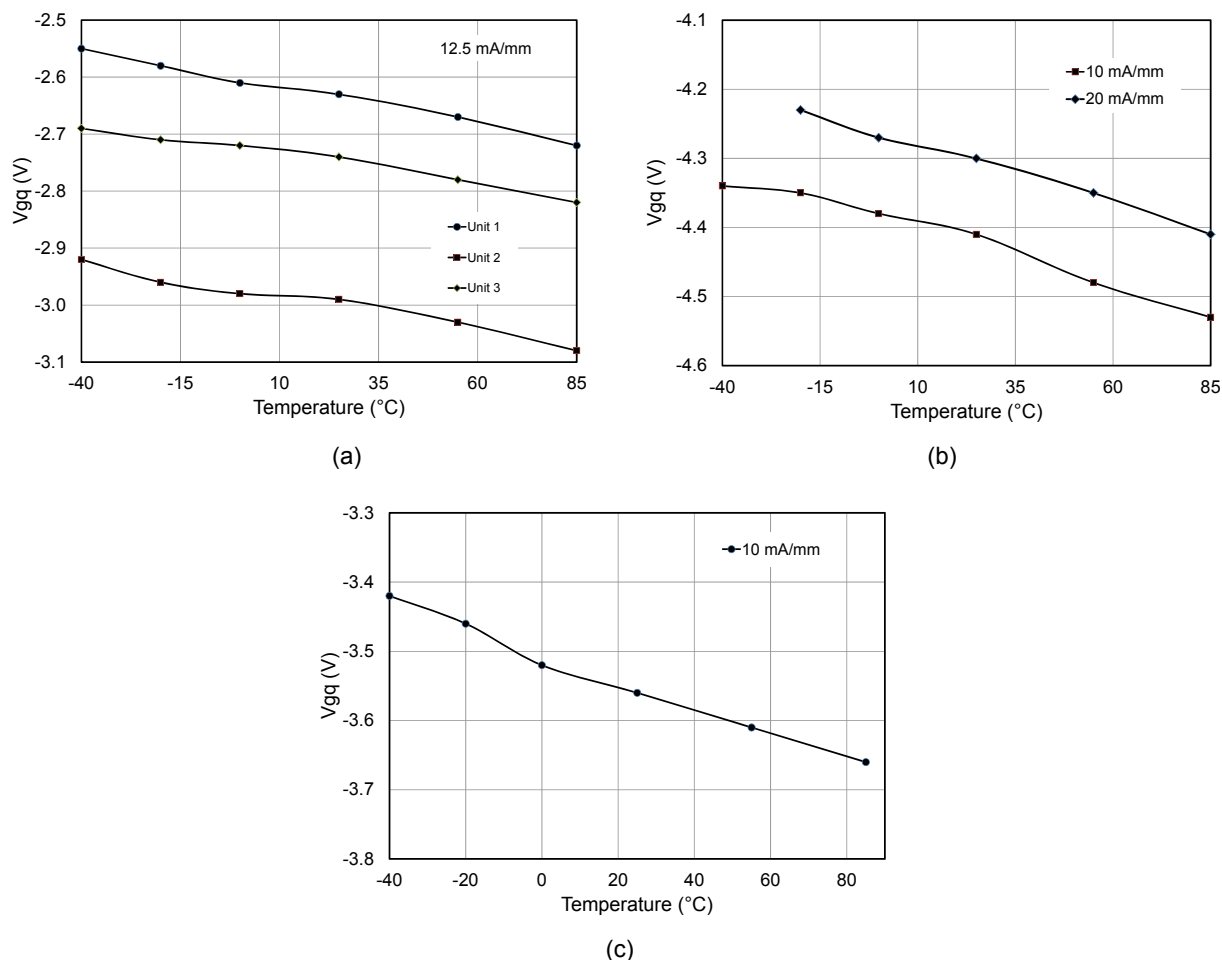 -2.5
-2.6
-2.7
-2.8
-2.9
-3.0
-3.1
Vgq (V)
12.5 mA/mm
Unit 1
Unit 2
Unit 3
-40 -15 10 35 60 85
Temperature (°C)
(a)
-4.1
-4.2
-4.3
-4.4
-4.5
-4.6
Vgq (V)
10 mA/mm
20 mA/mm
-40 -15 10 35 60 85
Temperature (°C)
(b)
-3.3
-3.4
-3.5
-3.6
-3.7
-3.8
Vgq (V)
10 mA/mm
-40 -20 0 20 40 60 80
Temperature (°C)
(c)